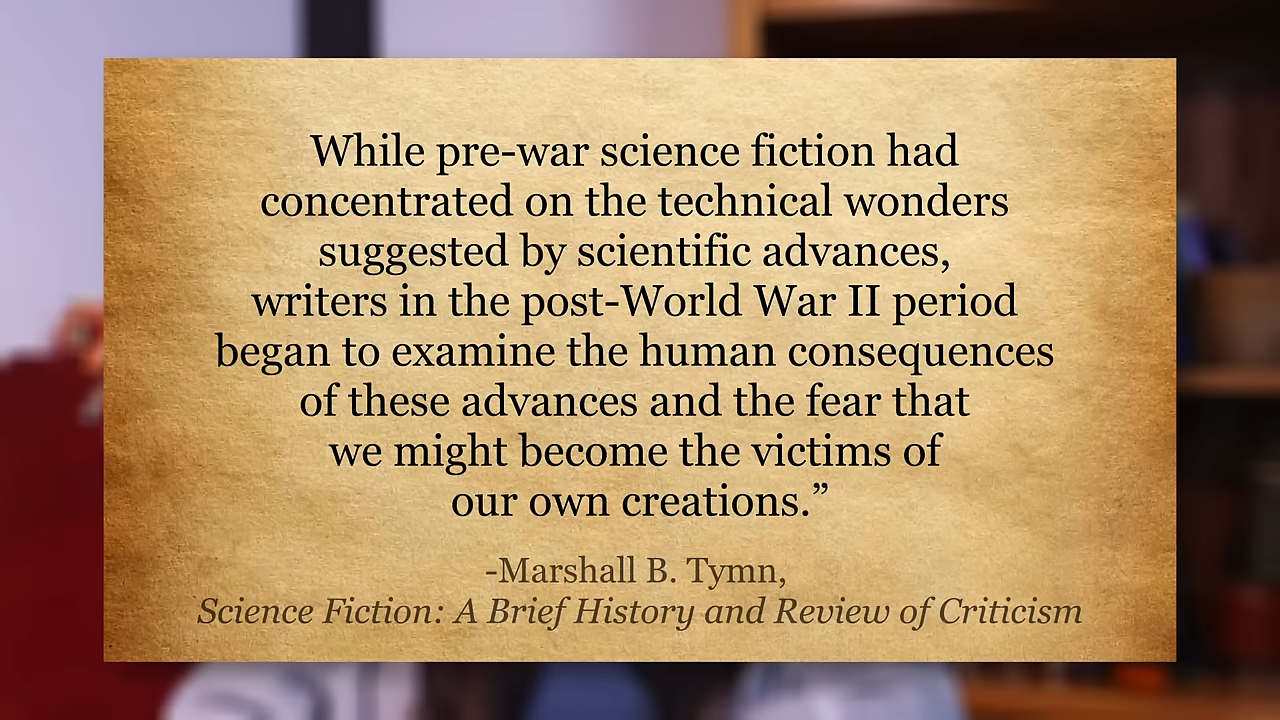 While pre-war science fiction had
concentrated on the technical wonders
suggested by scientific advances,
writers in the post-World War II period
began to examine the human consequences
of these advances and the fear that
we might become the victims of
our own creations.”
-Marshall B. Tymn,
Science Fiction: A Brief History and Review of Criticism